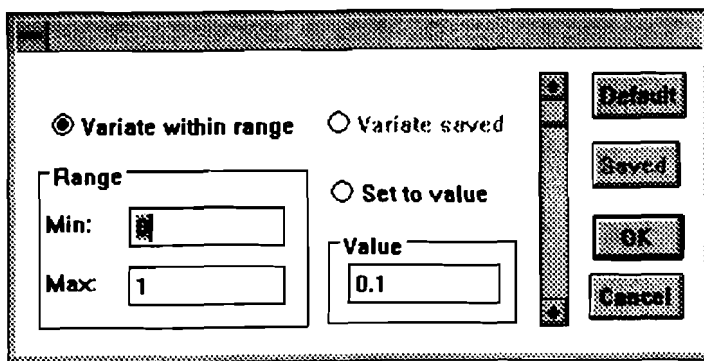 Variate within range
Variate saved
Range
Min: 0
Max: 1
Set to value
Value
0.1
Default
Saved
OK
Cancel